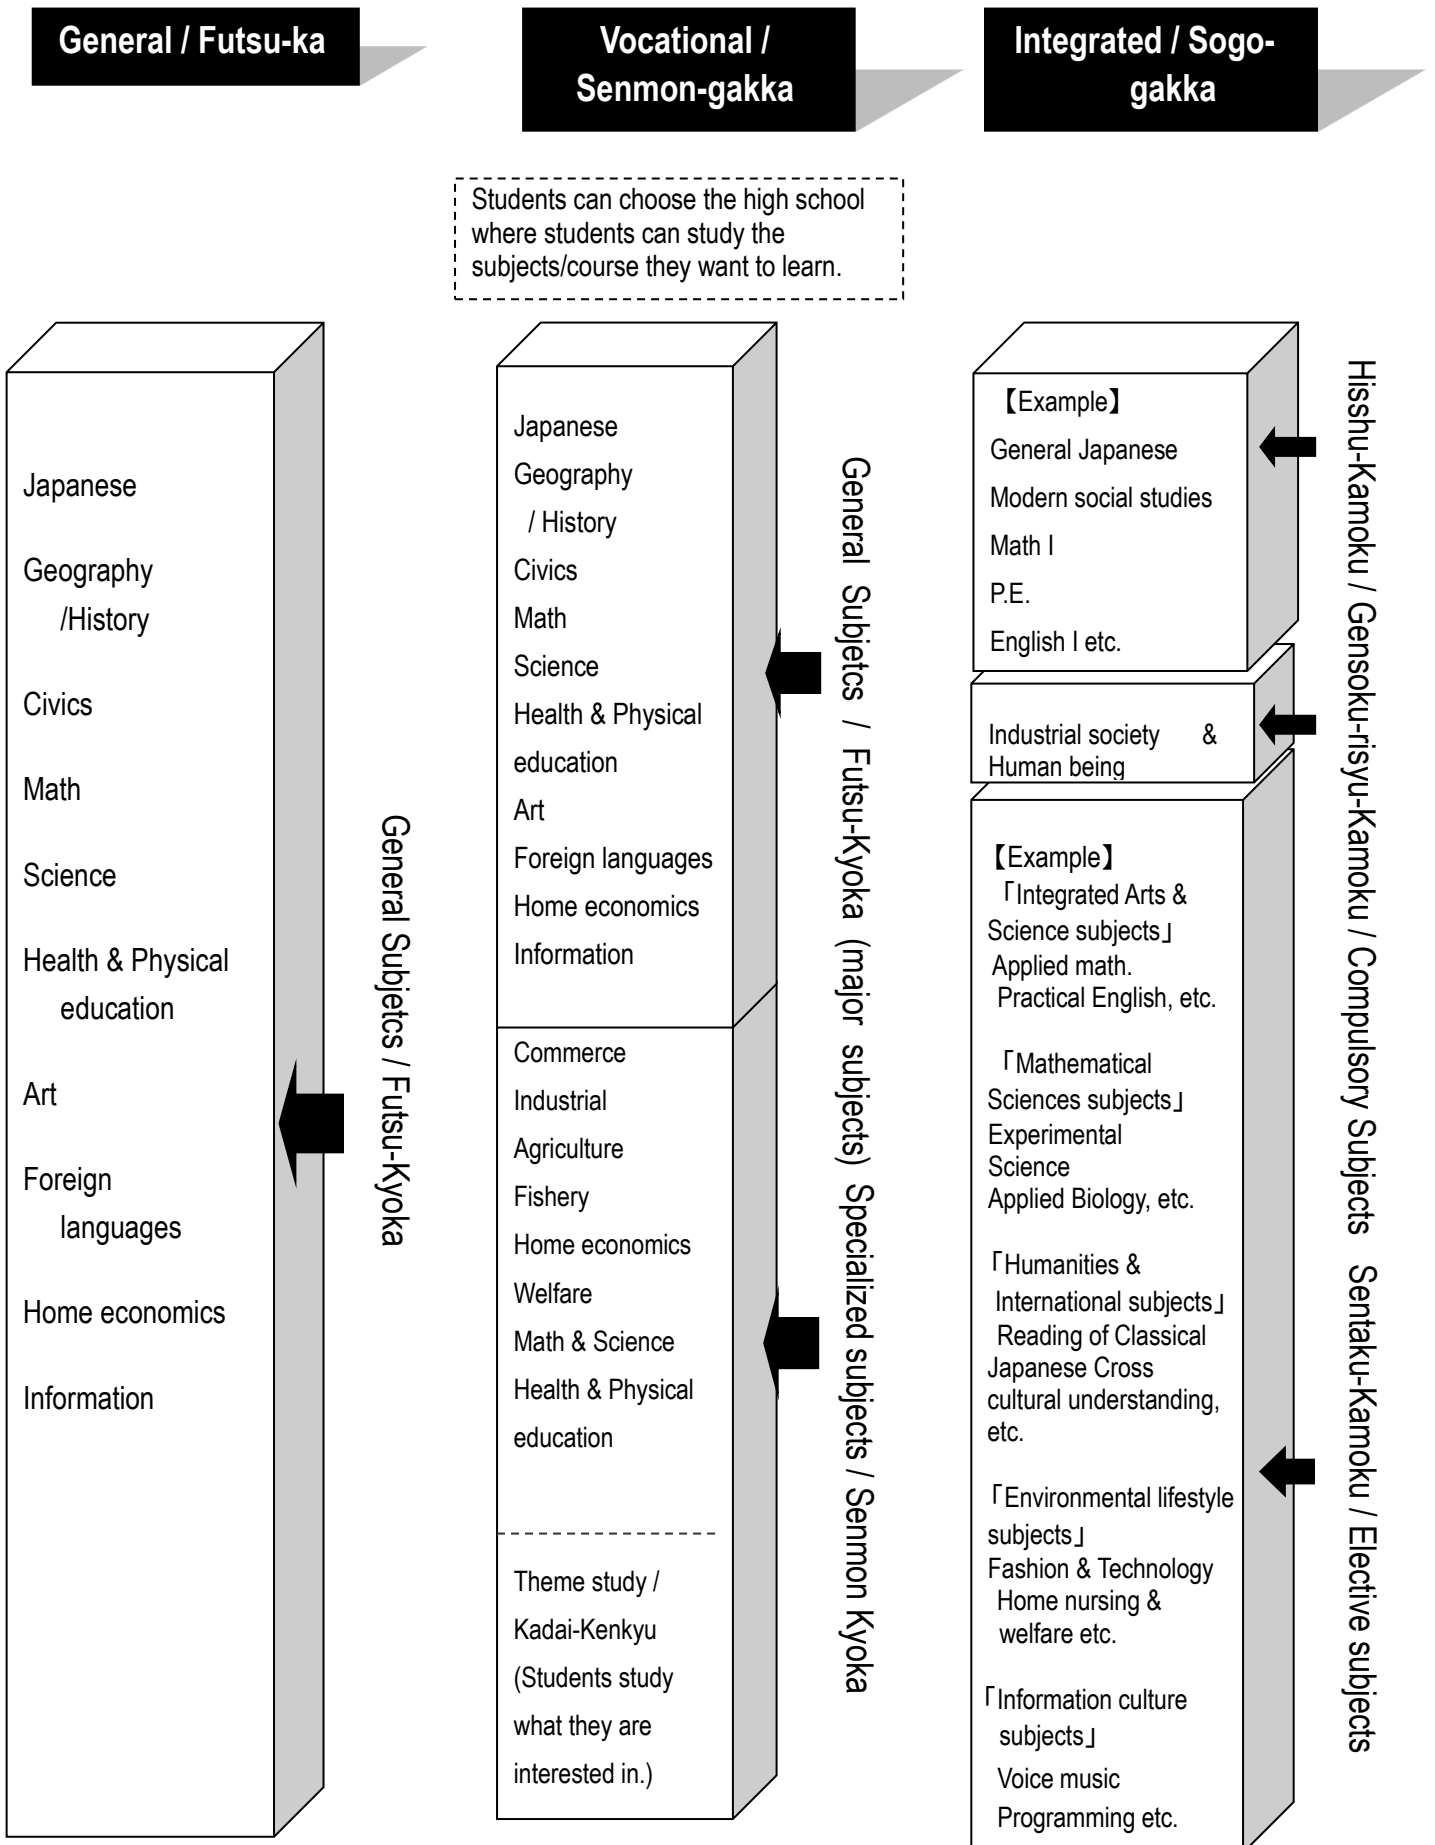 General / Futsu-ka
Vocational /
Senmon-gakka
Integrated / Sogo-
gakka
Students can choose the high school
where students can study the
subjects/course they want to learn.
Japanese
Geography
/History
Civics
Math
Science
Health & Physical
education
Art
Foreign
languages
Home economics
Information
General Subjetcs / Futsu-Kyoka
Japanese
Geography
/ History
Civics
Math
Science
Health & Physical
education
Art
Foreign languages
Home economics
Information
Commerce
Industrial
Agriculture
Fishery
Home economics
Welfare
Math & Science
Health & Physical
education
Theme study /
Kadai-Kenkyu
(Students study
what they are
interested in.)
General Subjetcs / Futsu-Kyoka (major subjects) Specialized subjects / Senmon Kyoka
【Example】
General Japanese
Modern social studies
Math I
P.E.
English I etc.
Industrial society &
Human being
【Example】
「Integrated Arts &
Science subjects」
Applied math.
Practical English, etc.
「Mathematical
Sciences subjects」
Experimental
Science
Applied Biology, etc.
「Humanities &
International subjects」
Reading of Classical
Japanese Cross
cultural understanding,
etc.
「Environmental lifestyle
subjects」
Fashion & Technology
Home nursing &
welfare etc.
「Information culture
subjects」
Voice music
Programming etc.
Hisshu-Kamoku / Gensoku-risyu-Kamoku / Compulsory Subjects Sentaku-Kamoku / Elective subjects